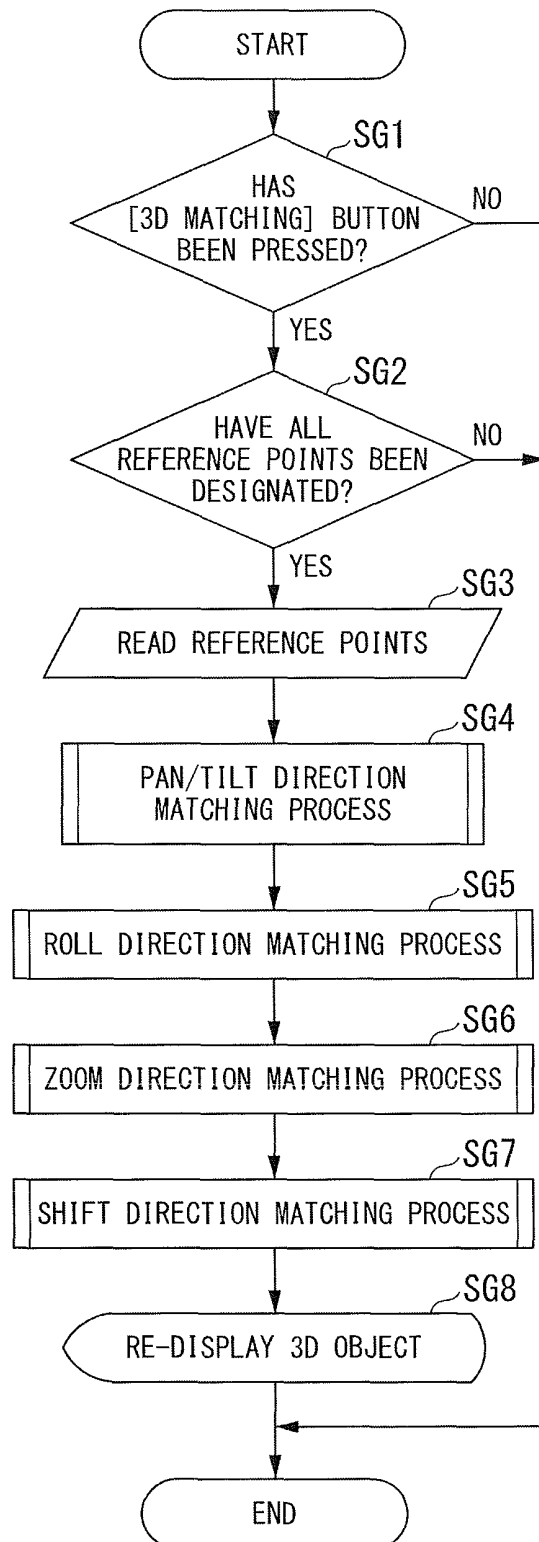 START
SG1
HAS
[3D MATCHING] BUTTON
BEEN PRESSED?
NO
YES
SG2
HAVE ALL
REFERENCE POINTS BEEN
DESIGNATED?
NO
YES
SG3
READ REFERENCE POINTS
SG4
PAN/TILT DIRECTION
MATCHING PROCESS
SG5
ROLL DIRECTION MATCHING PROCESS
SG6
ZOOM DIRECTION MATCHING PROCESS
SG7
SHIFT DIRECTION MATCHING PROCESS
SG8
RE-DISPLAY 3D OBJECT
END